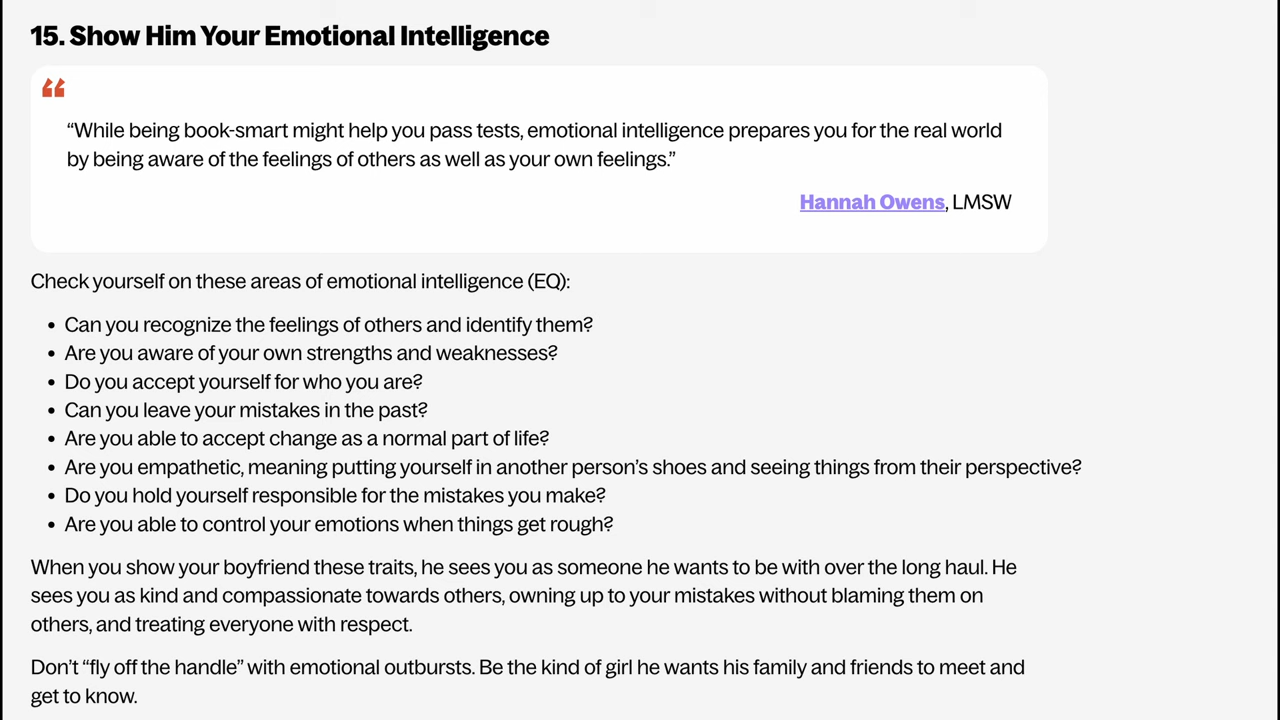 15. Show Him Your Emotional Intelligence
“While being book-smart might help you pass tests, emotional intelligence prepares you for the real world
by being aware of the feelings of others as well as your own feelings.”
Hannah Owens, LMSW
Check yourself on these areas of emotional intelligence (EQ):
• Can you recognize the feelings of others and identify them?
• Are you aware of your own strengths and weaknesses?
• Do you accept yourself for who you are?
• Can you leave your mistakes in the past?
• Are you able to accept change as a normal part of life?
• Are you empathetic, meaning putting yourself in another person’s shoes and seeing things from their perspective?
• Do you hold yourself responsible for the mistakes you make?
• Are you able to control your emotions when things get rough?
When you show your boyfriend these traits, he sees you as someone he wants to be with over the long haul. He
sees you as kind and compassionate towards others, owning up to your mistakes without blaming them on
others, and treating everyone with respect.
Don’t “fly off the handle” with emotional outbursts. Be the kind of girl he wants his family and friends to meet and
get to know.